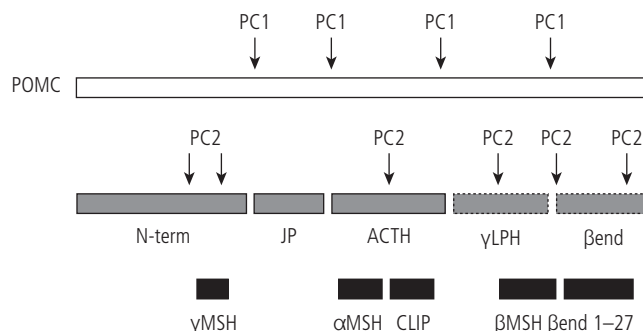 PC1 PC1 PC1 PC1
POMC
PC2 PC2 PC2 PC2 PC2
N-term JP ACTH γLPH βend
γMSH αMSH CLIP βMSH βend 1–27